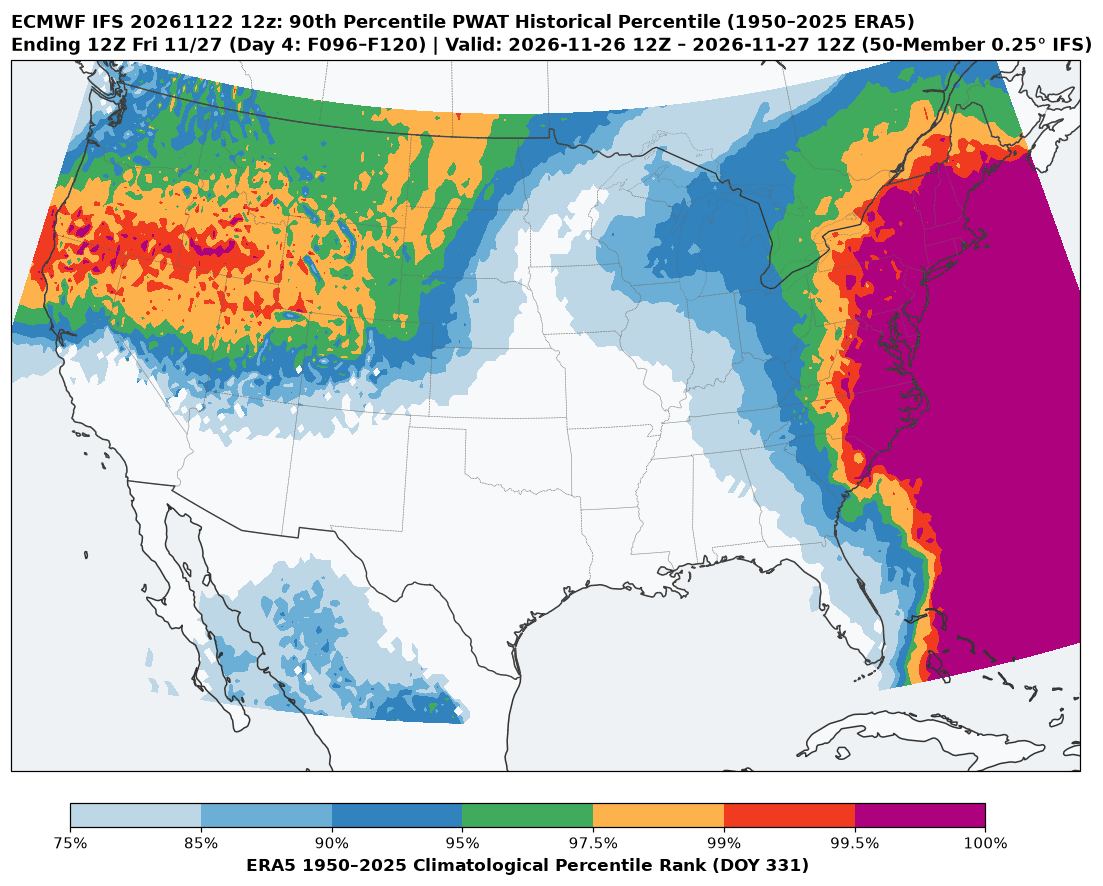 ECMWF IFS 20261122 12z: 90th Percentile PWAT Historical Percentile (1950–2025 ERA5)
Ending 12Z Fri 11/27 (Day 4: F096–F120) | Valid: 2026-11-26 12Z – 2026-11-27 12Z (50-Member 0.25° IFS)
75% 85% 90% 95% 97.5% 99% 99.5% 100%
ERA5 1950–2025 Climatological Percentile Rank (DOY 331)